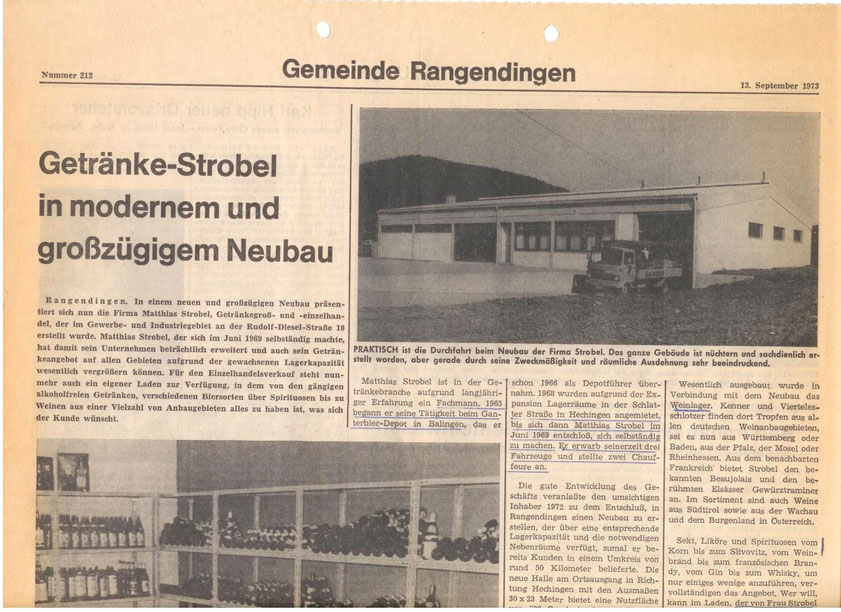 Nummer 212
Gemeinde Rangendingen
13. September 1973
Getränke-Strobel
in modernem und
großzügigem Neubau
Rangendingen. In einem neuen und großzügigen Neubau präsen-
tiert sich nun die Firma Matthias Strobel, Getränkegroß- und -einzelhan-
del, der im Gewerbe- und Industriegebiet an der Rudolf-Diesel-Straße 10
erstellt wurde. Matthias Strobel, der sich im Juni 1969 selbständig machte,
hat damit sein Unternehmen beträchtlich erweitert und auch sein Geträn-
keangebot auf allen Gebieten aufgrund der gewachsenen Lagerkapazität
wesentlich vergrößern können. Für den Einzelhandelsverkauf steht nun-
mehr auch ein eigener Laden zur Verfügung, in dem von den gängigen
alkoholfreien Getränken, verschiedenen Biersorten über Spirituosen bis zu
Weinen aus einer Vielzahl von Anbaugebieten alles zu haben ist, was sich
der Kunde wünscht.
PRAKTISCH ist die Durchfahrt beim Neubau der Firma Strobel. Das ganze Gebäude ist nüchtern und sachdienlich er-
stellt worden, aber gerade durch seine Zweckmäßigkeit und räumliche Ausdehnung sehr beeindruckend.
Matthias Strobel ist in der Ge-
tränkebranche aufgrund langjähri-
ger Erfahrung ein Fachmann. 1965
begann er seine Tätigkeit beim Gan-
terbier-Depot in Balingen, das er
schon 1966 als Depotführer über-
nahm. 1968 wurden aufgrund der Ex-
pansion Lagerräume in der Schlat-
ter Straße in Hechingen angemietet,
bis sich dann Matthias Strobel im
Juni 1969 entschloß, sich selbständig
zu machen. Er erwarb seinerzeit drei
Fahrzeuge und stellte zwei Chauf-
feure an.
Die gute Entwicklung des Ge-
schäfts veranlaßte den umsichtigen
Inhaber 1972 zu dem Entschluß, in
Rangendingen einen Neubau zu er-
stellen, der über eine entsprechende
Lagerkapazität und die notwendigen
Nebenräume verfügt, zumal er be-
reits Kunden in einem Umkreis von
rund 50 Kilometer belieferte. Die
neue Halle am Ortsausgang in Rich-
tung Hechingen mit den Ausmaßen
30 x 23 Meter bietet eine Nutzfläche
Wesentlich ausgebaut wurde in
Verbindung mit dem Neubau das
Weinlager. Kenner und Viertele­s-
schlotzer finden dort Tropfen aus al-
len deutschen Weinanbaugebieten,
sei es nun aus Württemberg oder
Baden, aus der Pfalz, der Mosel oder
Rheinhessen. Aus dem benachbarten
Frankreich bietet Strobel den be-
kannten Beaujolais und den be-
rühmten Elsässer Gewürztraminer
an. Im Sortiment sind auch Weine
aus Südtirol sowie aus der Wachau
und dem Burgenland in Österreich.
Sekt, Liköre und Spirituosen vom
Korn bis zum Slivovitz, vom Wein-
brand bis zum französischen Bran-
dy, vom Gin bis zum Whisky, um
nur einiges wenige anzuführen, ver-
vollständigen das Angebot. Wer will,
kann im Laden, der von Frau Strobel